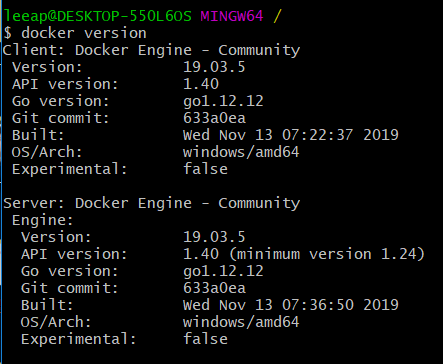 leeap@DESKTOP-55OL6OS MINGW64 /
$ docker version
Client: Docker Engine - Community
 Version:           19.03.5
 API version:       1.40
 Go version:        go1.12.12
 Git commit:        633a0ea
 Built:             Wed Nov 13 07:22:37 2019
 OS/Arch:           windows/amd64
 Experimental:      false

Server: Docker Engine - Community
 Engine:
  Version:          19.03.5
  API version:      1.40 (minimum version 1.24)
  Go version:       go1.12.12
  Git commit:       633a0ea
  Built:            Wed Nov 13 07:36:50 2019
  OS/Arch:          windows/amd64
  Experimental:     false